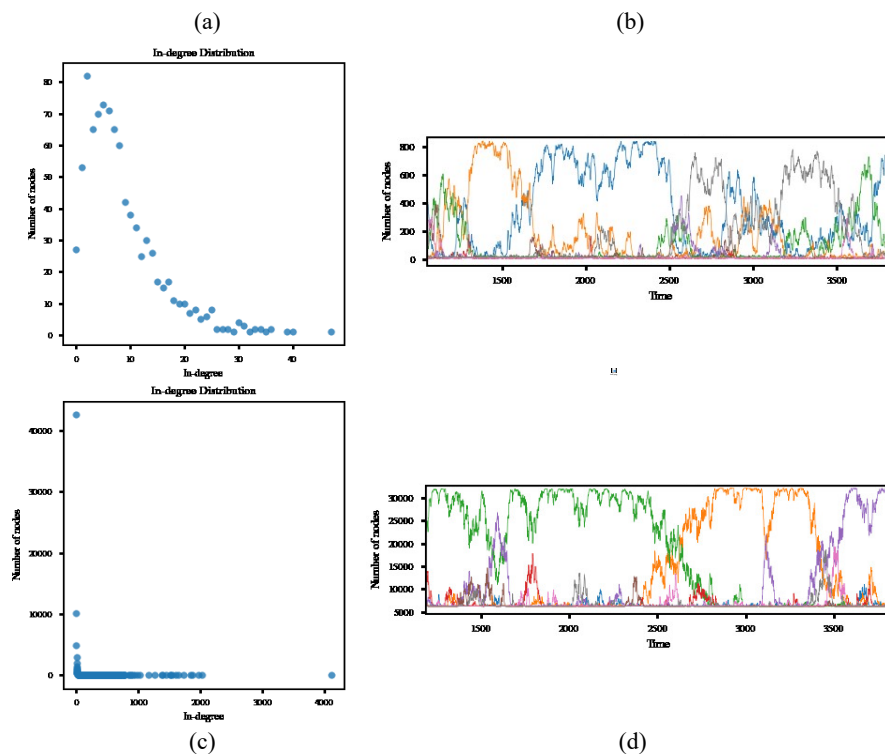 (a)
(b)
In-degree Distribution
Number of nodes
80
70
60
50
40
30
20
10
0
0 10 20 30 40
In-degree
Number of nodes
800
600
400
200
0
1500 2000 2500 3000 3500
Time
In-degree Distribution
Number of nodes
40000
30000
20000
10000
0
0 1000 2000 3000 4000
In-degree
(c)
Number of nodes
30000
25000
20000
15000
10000
5000
1500 2000 2500 3000 3500
Time
(d)